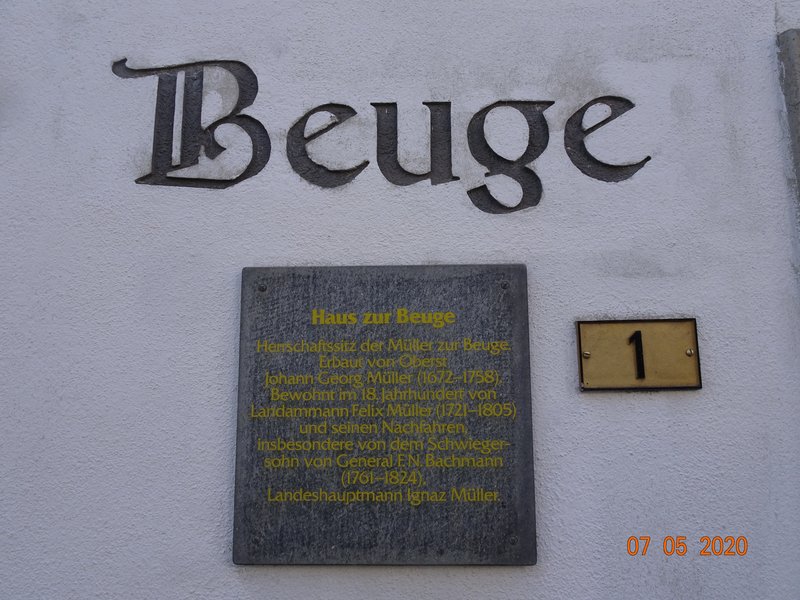 Beuge
Haus zur Beuge
Herrschaftssitz der Müller zur Beuge.
Erbaut von Oberst
Johann Georg Müller (1672–1758).
Bewohnt im 18. Jahrhundert von
Landammann Felix Müller (1721–1805)
und seinen Nachfahren,
insbesondere von dem Schwieger-
sohn von General F.N. Bachmann
(1761–1824),
Landeshauptmann Ignaz Müller.
1
07 05 2020